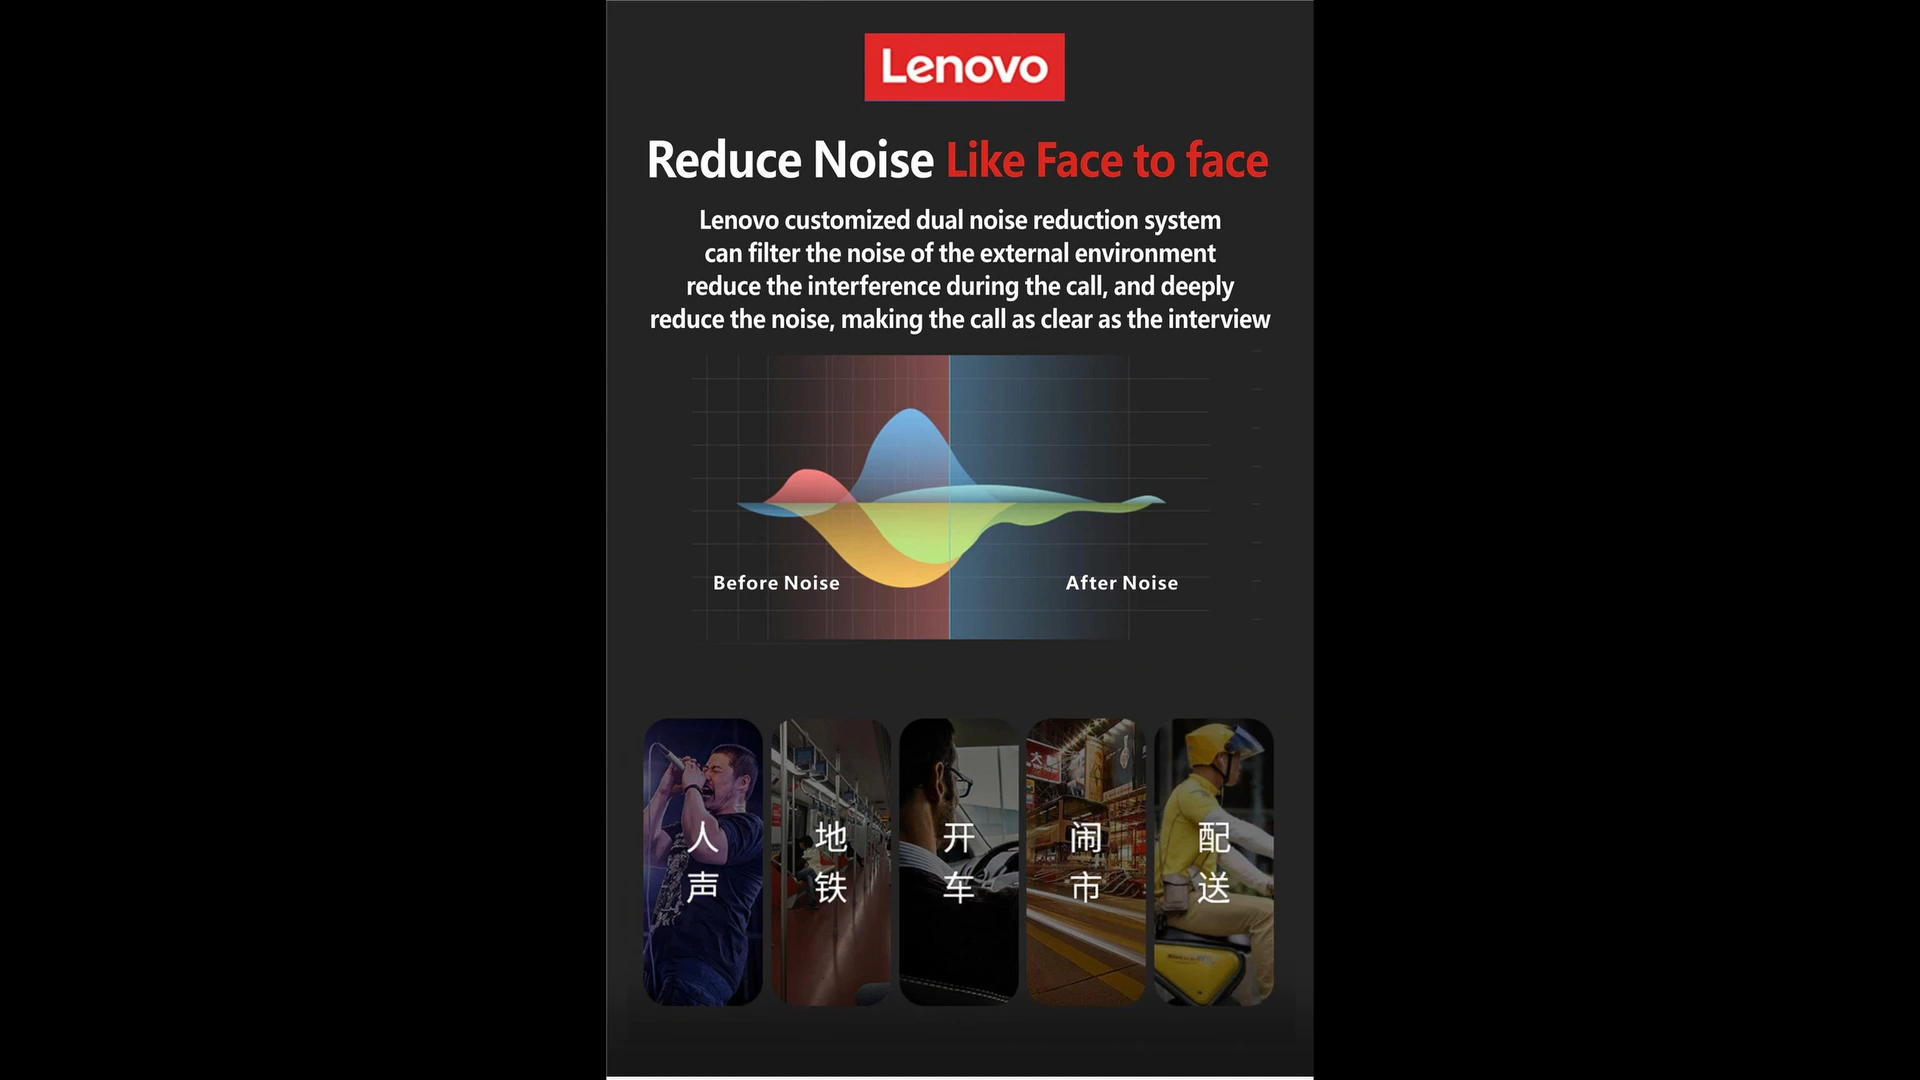 Lenovo
Reduce Noise Like Face to face
Lenovo customized dual noise reduction system
can filter the noise of the external environment
reduce the interference during the call, and deeply
reduce the noise, making the call as clear as the interview
Before Noise
After Noise
人声
地铁
开车
闹市
配送
大